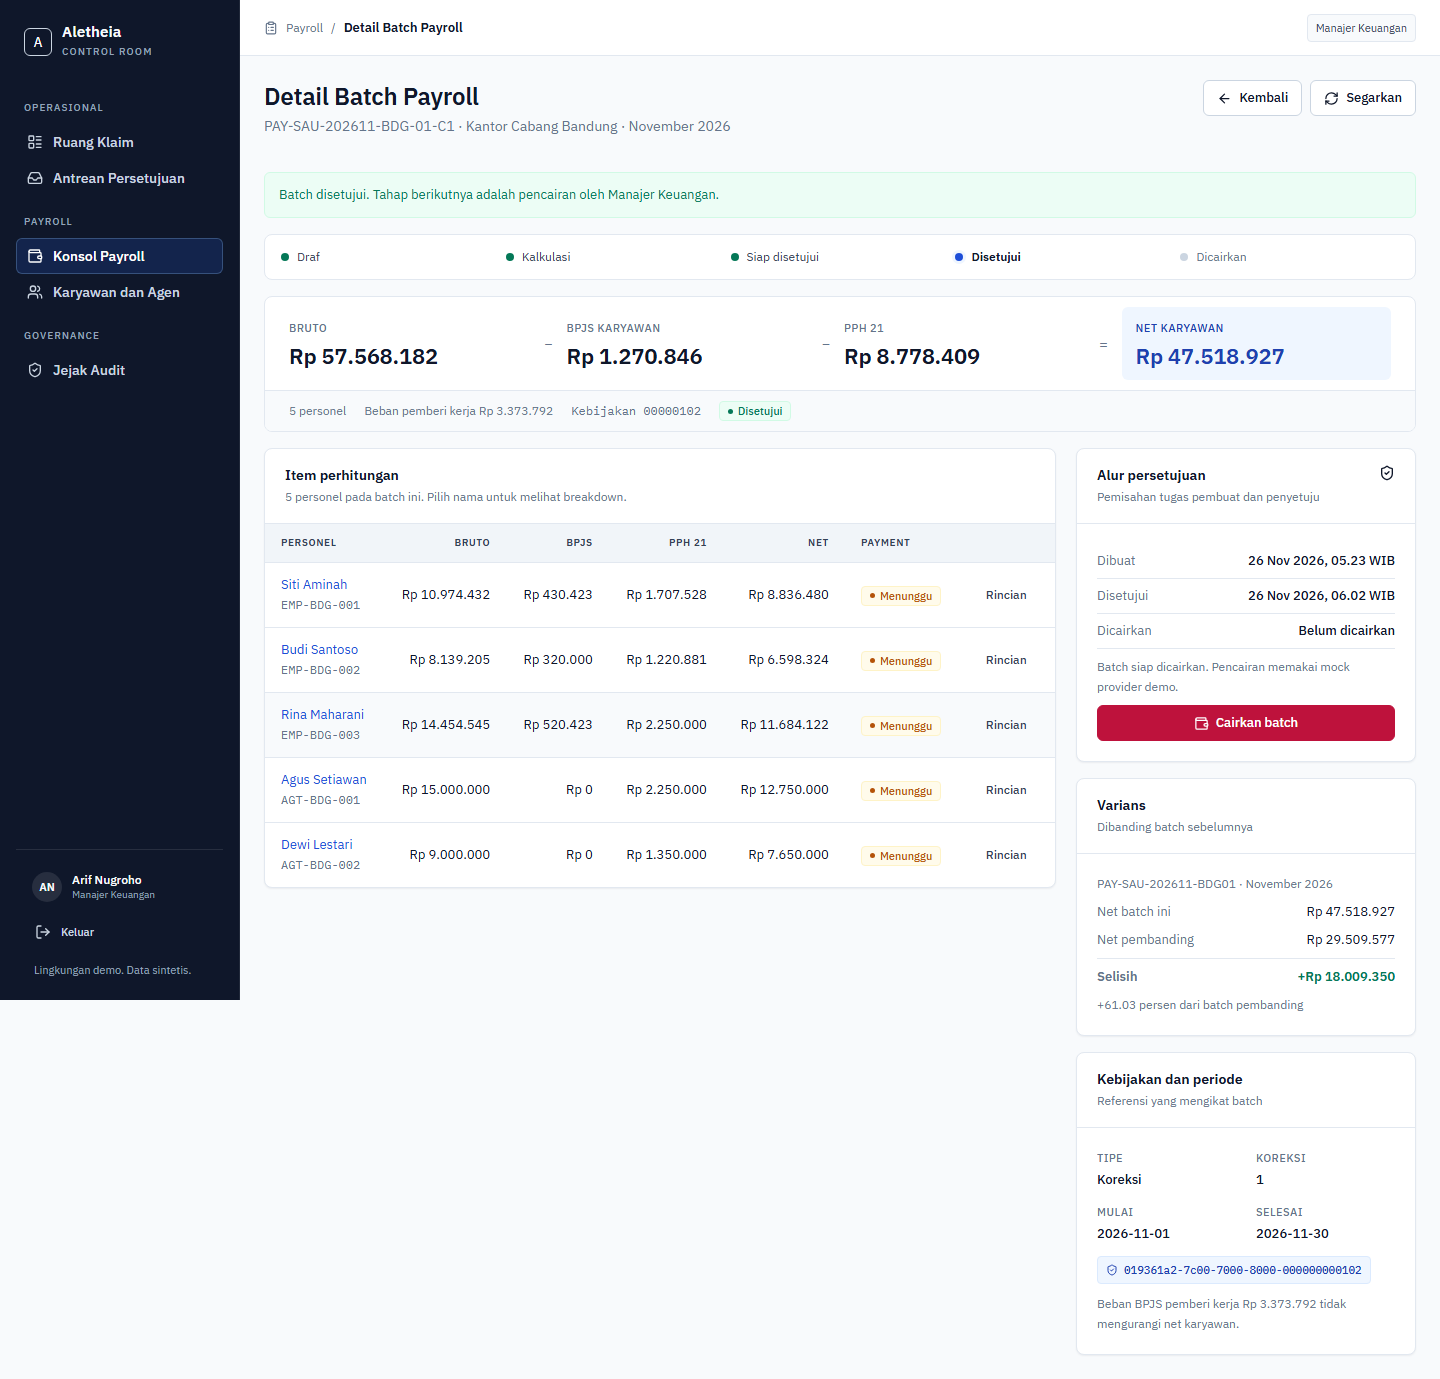 A
Aletheia
CONTROL ROOM
OPERASIONAL
Ruang Klaim
Antrean Persetujuan
PAYROLL
Konsol Payroll
Karyawan dan Agen
GOVERNANCE
Jejak Audit
AN
Arif Nugroho
Manajer Keuangan
Keluar
Lingkungan demo. Data sintetis.
Payroll / Detail Batch Payroll
Manajer Keuangan
Detail Batch Payroll
PAY-SAU-202611-BDG-01-C1 · Kantor Cabang Bandung · November 2026
Kembali
Segarkan
Batch disetujui. Tahap berikutnya adalah pencairan oleh Manajer Keuangan.
Draf Kalkulasi Siap disetujui Disetujui Dicairkan
BRUTO BPJS KARYAWAN PPH 21 NET KARYAWAN
Rp 57.568.182 − Rp 1.270.846 − Rp 8.778.409 = Rp 47.518.927
5 personel Beban pemberi kerja Rp 3.373.792 Kebijakan 00000102 Disetujui
Item perhitungan
5 personel pada batch ini. Pilih nama untuk melihat breakdown.
PERSONEL BRUTO BPJS PPH 21 NET PAYMENT
Siti Aminah
EMP-BDG-001
Rp 10.974.432 Rp 430.423 Rp 1.707.528 Rp 8.836.480 Menunggu Rincian
Budi Santoso
EMP-BDG-002
Rp 8.139.205 Rp 320.000 Rp 1.220.881 Rp 6.598.324 Menunggu Rincian
Rina Maharani
EMP-BDG-003
Rp 14.454.545 Rp 520.423 Rp 2.250.000 Rp 11.684.122 Menunggu Rincian
Agus Setiawan
AGT-BDG-001
Rp 15.000.000 Rp 0 Rp 2.250.000 Rp 12.750.000 Menunggu Rincian
Dewi Lestari
AGT-BDG-002
Rp 9.000.000 Rp 0 Rp 1.350.000 Rp 7.650.000 Menunggu Rincian
Alur persetujuan
Pemisahan tugas pembuat dan penyetuju
Dibuat 26 Nov 2026, 05.23 WIB
Disetujui 26 Nov 2026, 06.02 WIB
Dicairkan Belum dicairkan
Batch siap dicairkan. Pencairan memakai mock
provider demo.
Cairkan batch
Varians
Dibanding batch sebelumnya
PAY-SAU-202611-BDG01 · November 2026
Net batch ini Rp 47.518.927
Net pembanding Rp 29.509.577
Selisih +Rp 18.009.350
+61.03 persen dari batch pembanding
Kebijakan dan periode
Referensi yang mengikat batch
TIPE KOREKSI
Koreksi 1
MULAI SELESAI
2026-11-01 2026-11-30
019361a2-7c00-7000-8000-000000000102
Beban BPJS pemberi kerja Rp 3.373.792 tidak
mengurangi net karyawan.